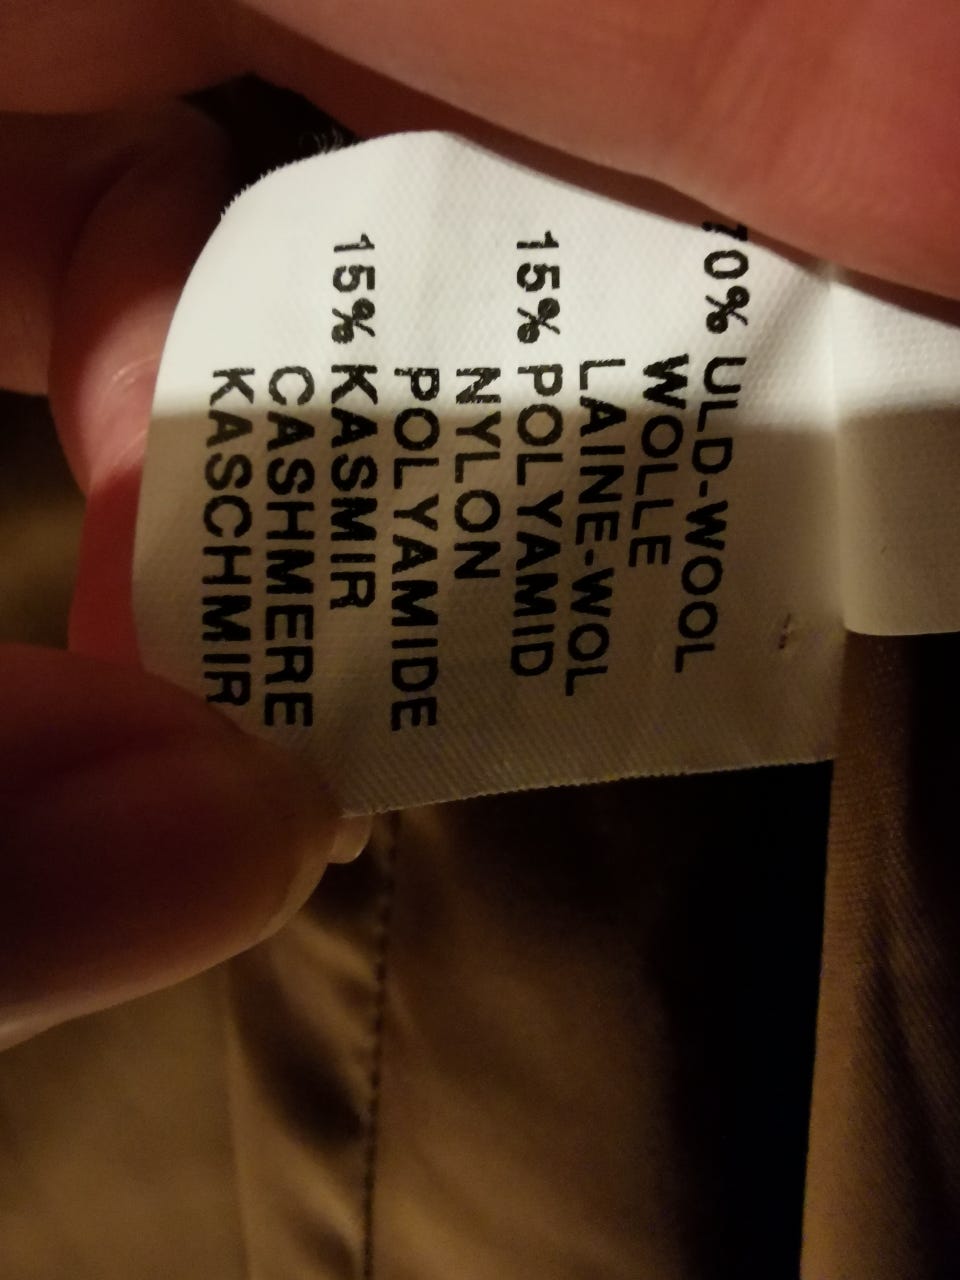 70% ULD-WOOL
WOLLE
LAINE-WOL
15% POLYAMID
NYLON
POLYAMIDE
15% KASMIR
CASHMERE
KASCHMIR